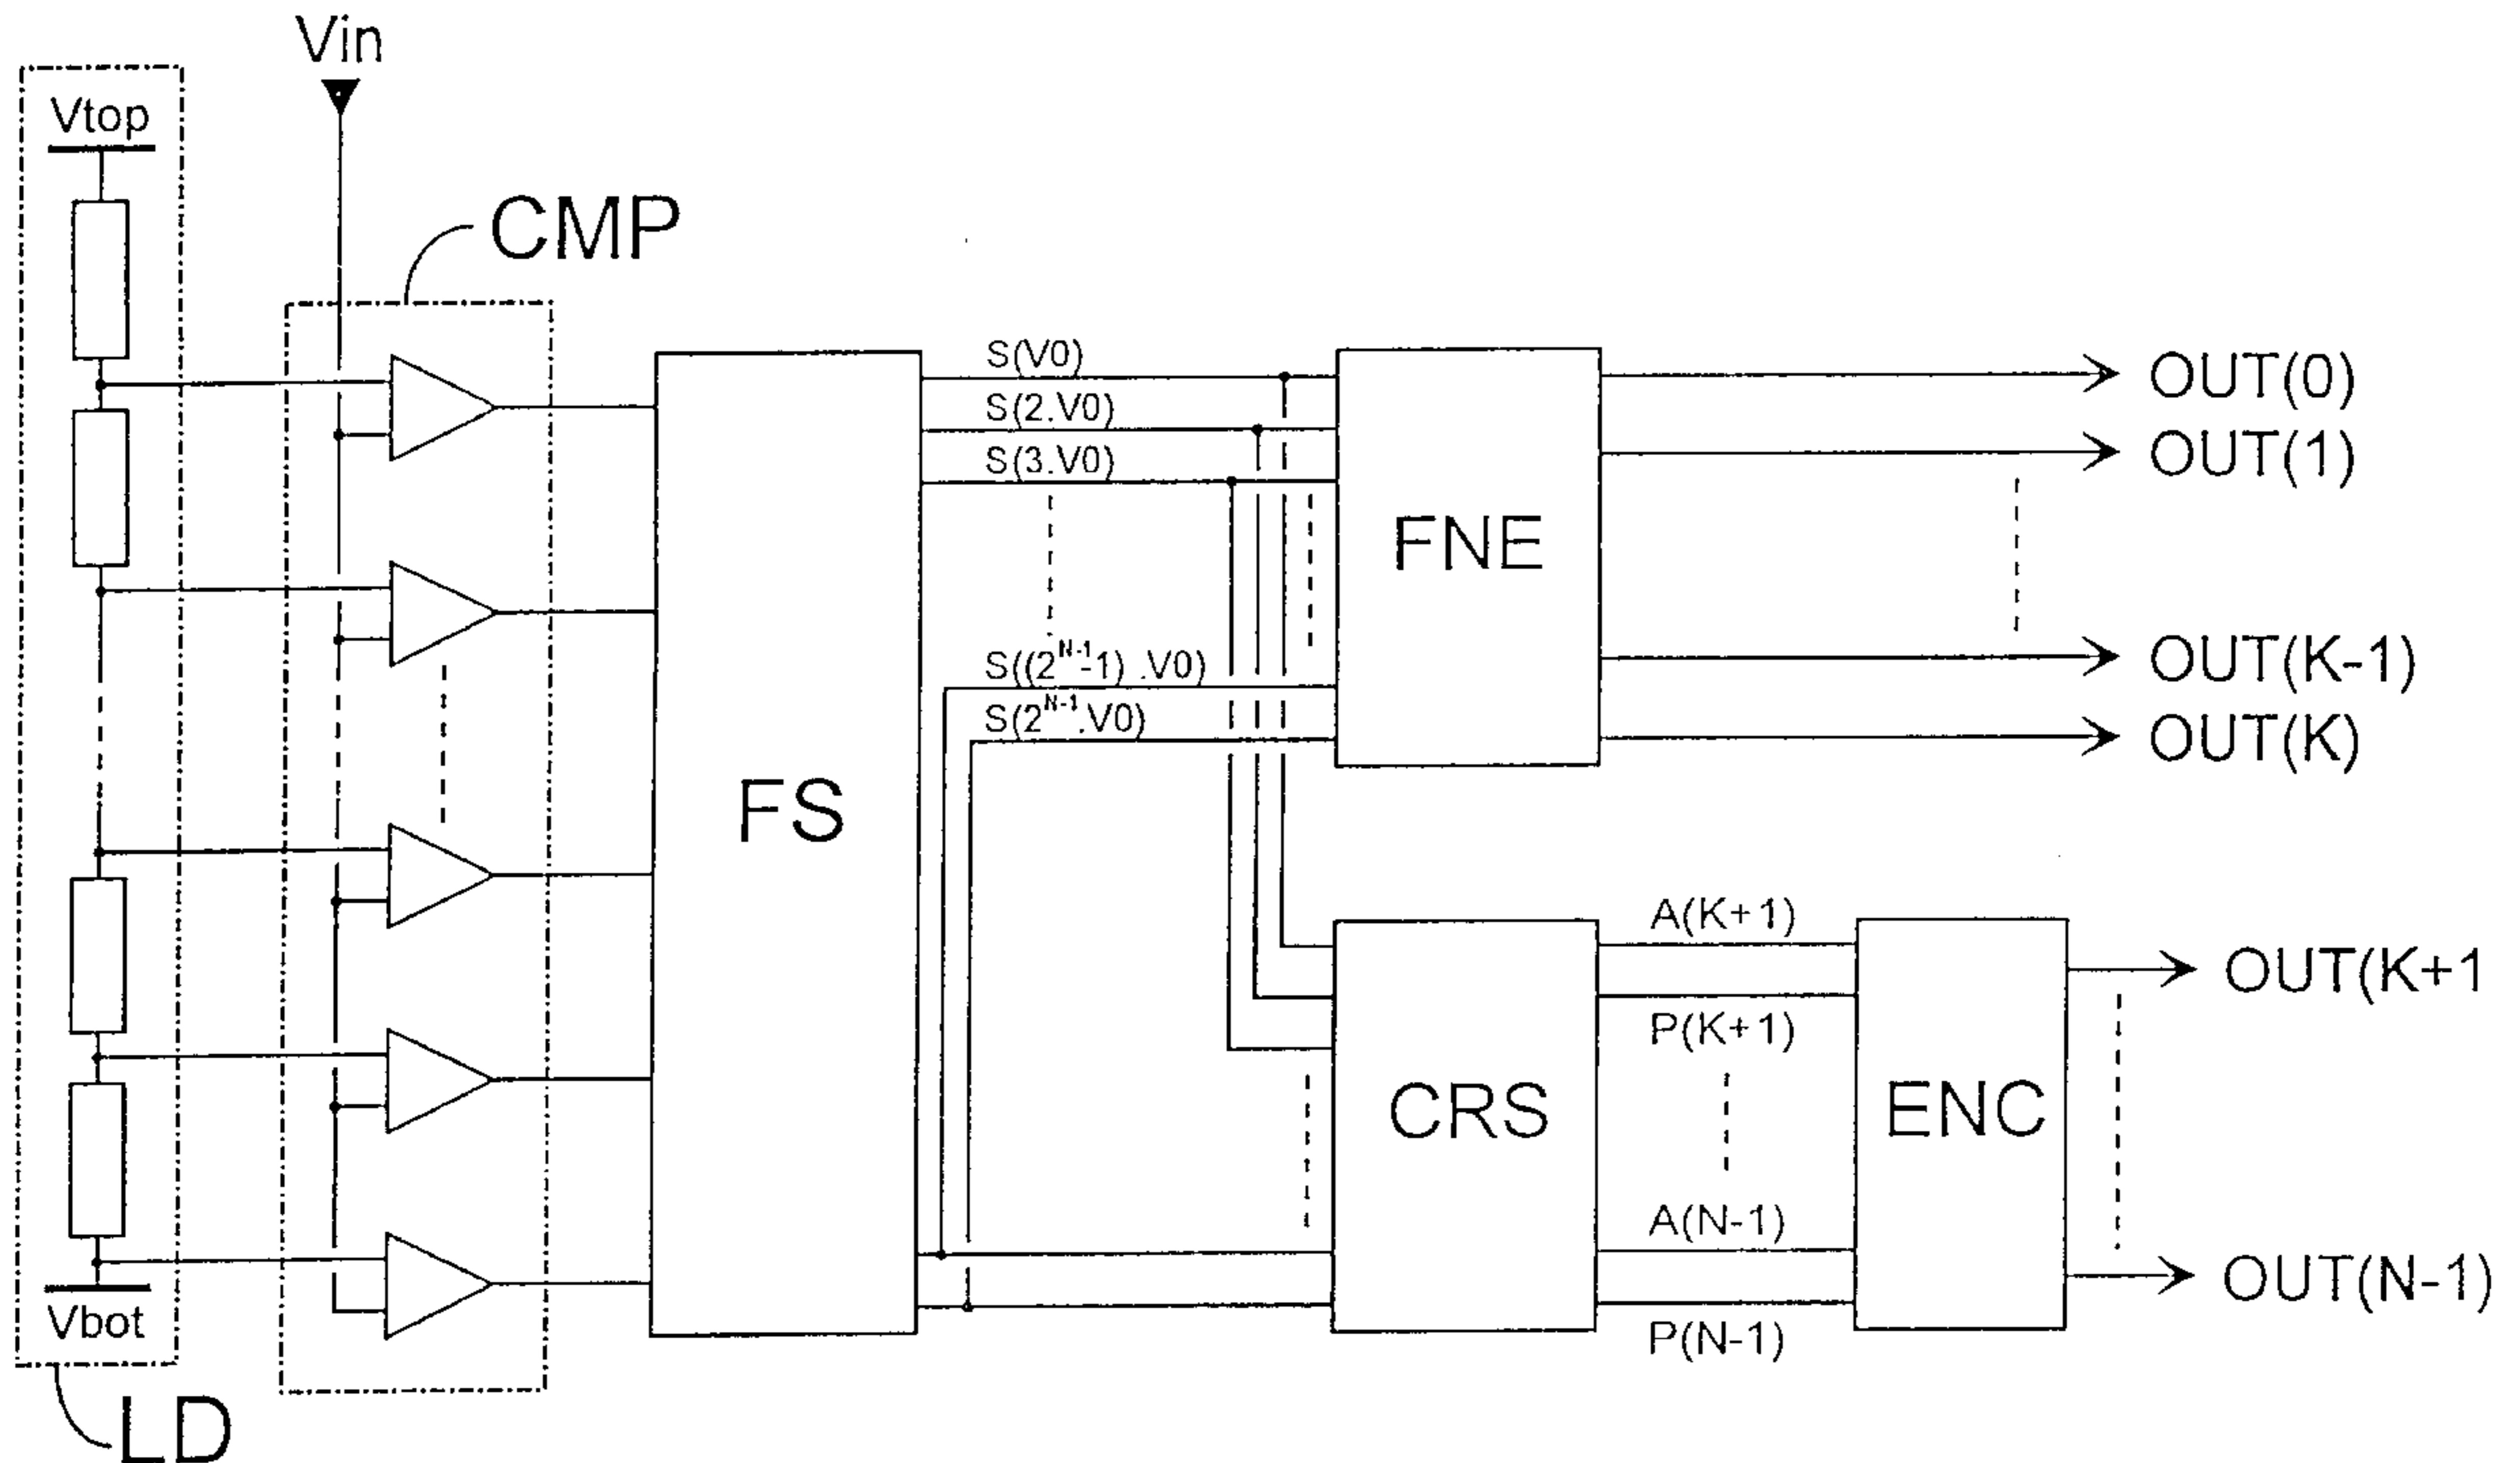 Vin
Vtop
CMP
S(V0)
OUT(0)
S(2.V0)
OUT(1)
S(3.V0)
FNE
S((2^N-1-1).V0)
OUT(K-1)
S(2^N-1.V0)
OUT(K)
FS
A(K+1)
OUT(K+1
P(K+1)
CRS
ENC
A(N-1)
OUT(N-1)
P(N-1)
Vbot
LD